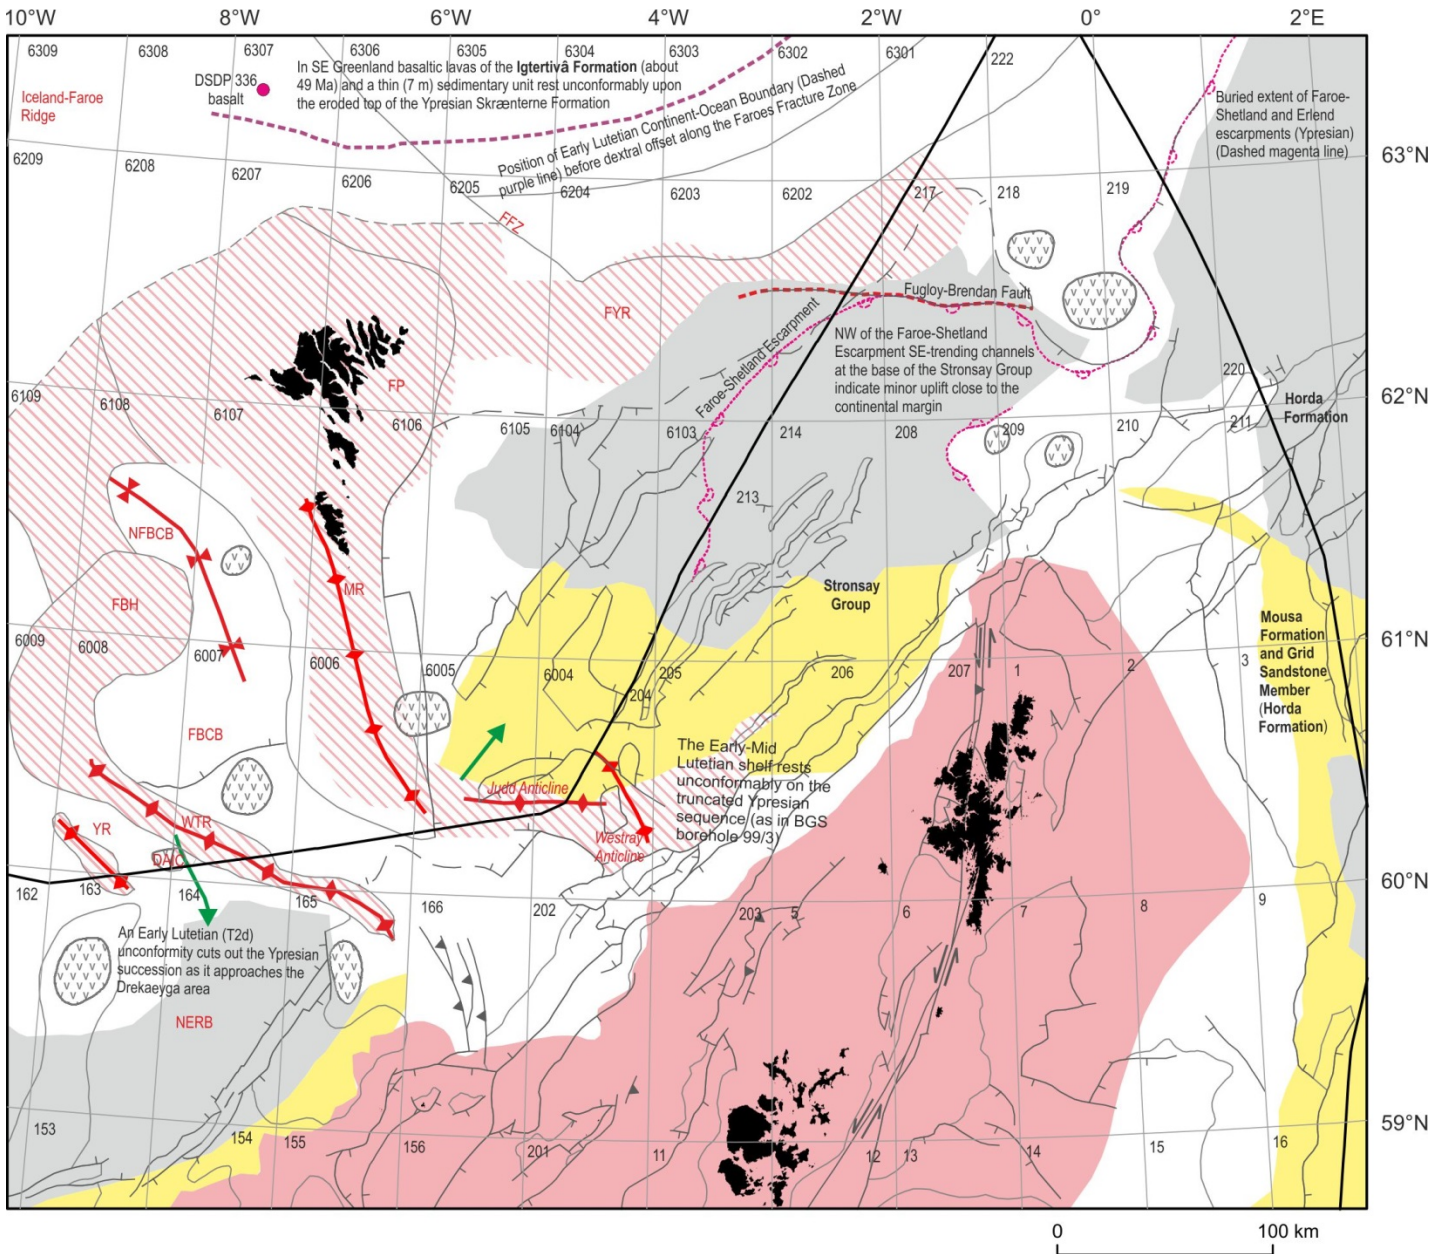 10°W 8°W 6°W 4°W 2°W 0° 2°E
6309 6308 6307 6306 6305 6304 6303 6302 6301 222
DSDP 336
basalt
In SE Greenland basaltic lavas of the Igtertivâ Formation (about
49 Ma) and a thin (7 m) sedimentary unit rest unconformably upon
the eroded top of the Ypresian Skrænterne Formation
Iceland-Faroe
Ridge
Position of Early Lutetian Continent-Ocean Boundary (Dashed
purple line) before dextral offset along the Faroes Fracture Zone
Buried extent of Faroe-
Shetland and Erlend
escarpments (Ypresian)
(Dashed magenta line)
63°N
6209 6208 6207 6206 6205 6204 6203 6202 217 218 219
FFZ
FYR
Fugloy-Brendan Fault
Faroe-Shetland Escarpment
NW of the Faroe-Shetland
Escarpment SE-trending channels
at the base of the Stronsay Group
indicate minor uplift close to the
continental margin
FP
220
62°N
6109 6108 6107 6106 6105 6104 6103 214 208 209 210 211
Horda
Formation
213
NFBCB
MR
FBH
Stronsay
Group
Mousa
Formation
and Grid
Sandstone
Member
(Horda
Formation)
61°N
6009 6008 6007 6006 6005 6004 205 206 207 1 2 3
204
FBCB
The Early-Mid
Lutetian shelf rests
unconformably on the
truncated Ypresian
sequence (as in BGS
borehole 99/3)
Judd Anticline
Westray
Anticline
YR
WTR
DAIC
60°N
162 163 164 165 166 202 203 5 6 7 8 9
An Early Lutetian (T2d)
unconformity cuts out the Ypresian
succession as it approaches the
Drekaeyga area
NERB
59°N
153 154 155 156 201 11 12 13 14 15 16
0 100 km